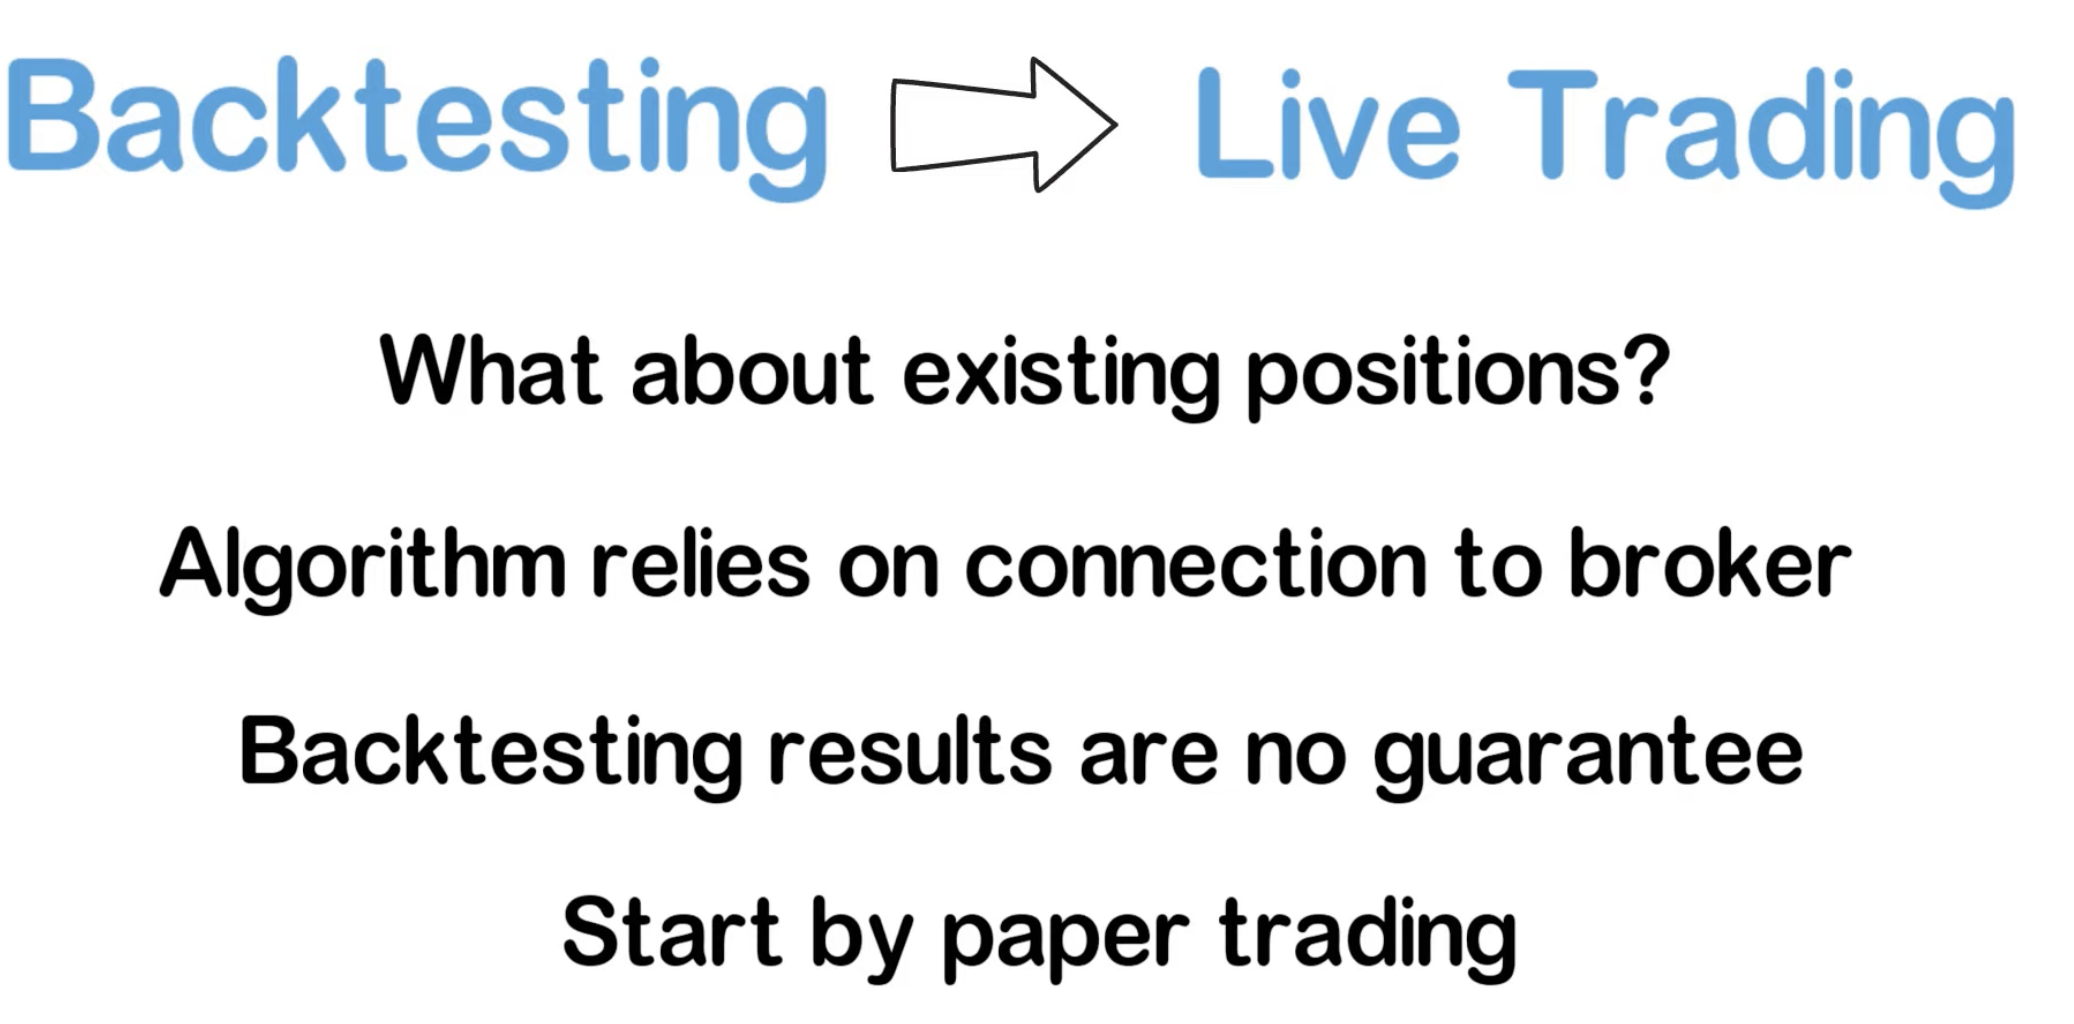 Backtesting Live Trading
What about existing positions?
Algorithm relies on connection to broker
Backtesting results are no guarantee
Start by paper trading